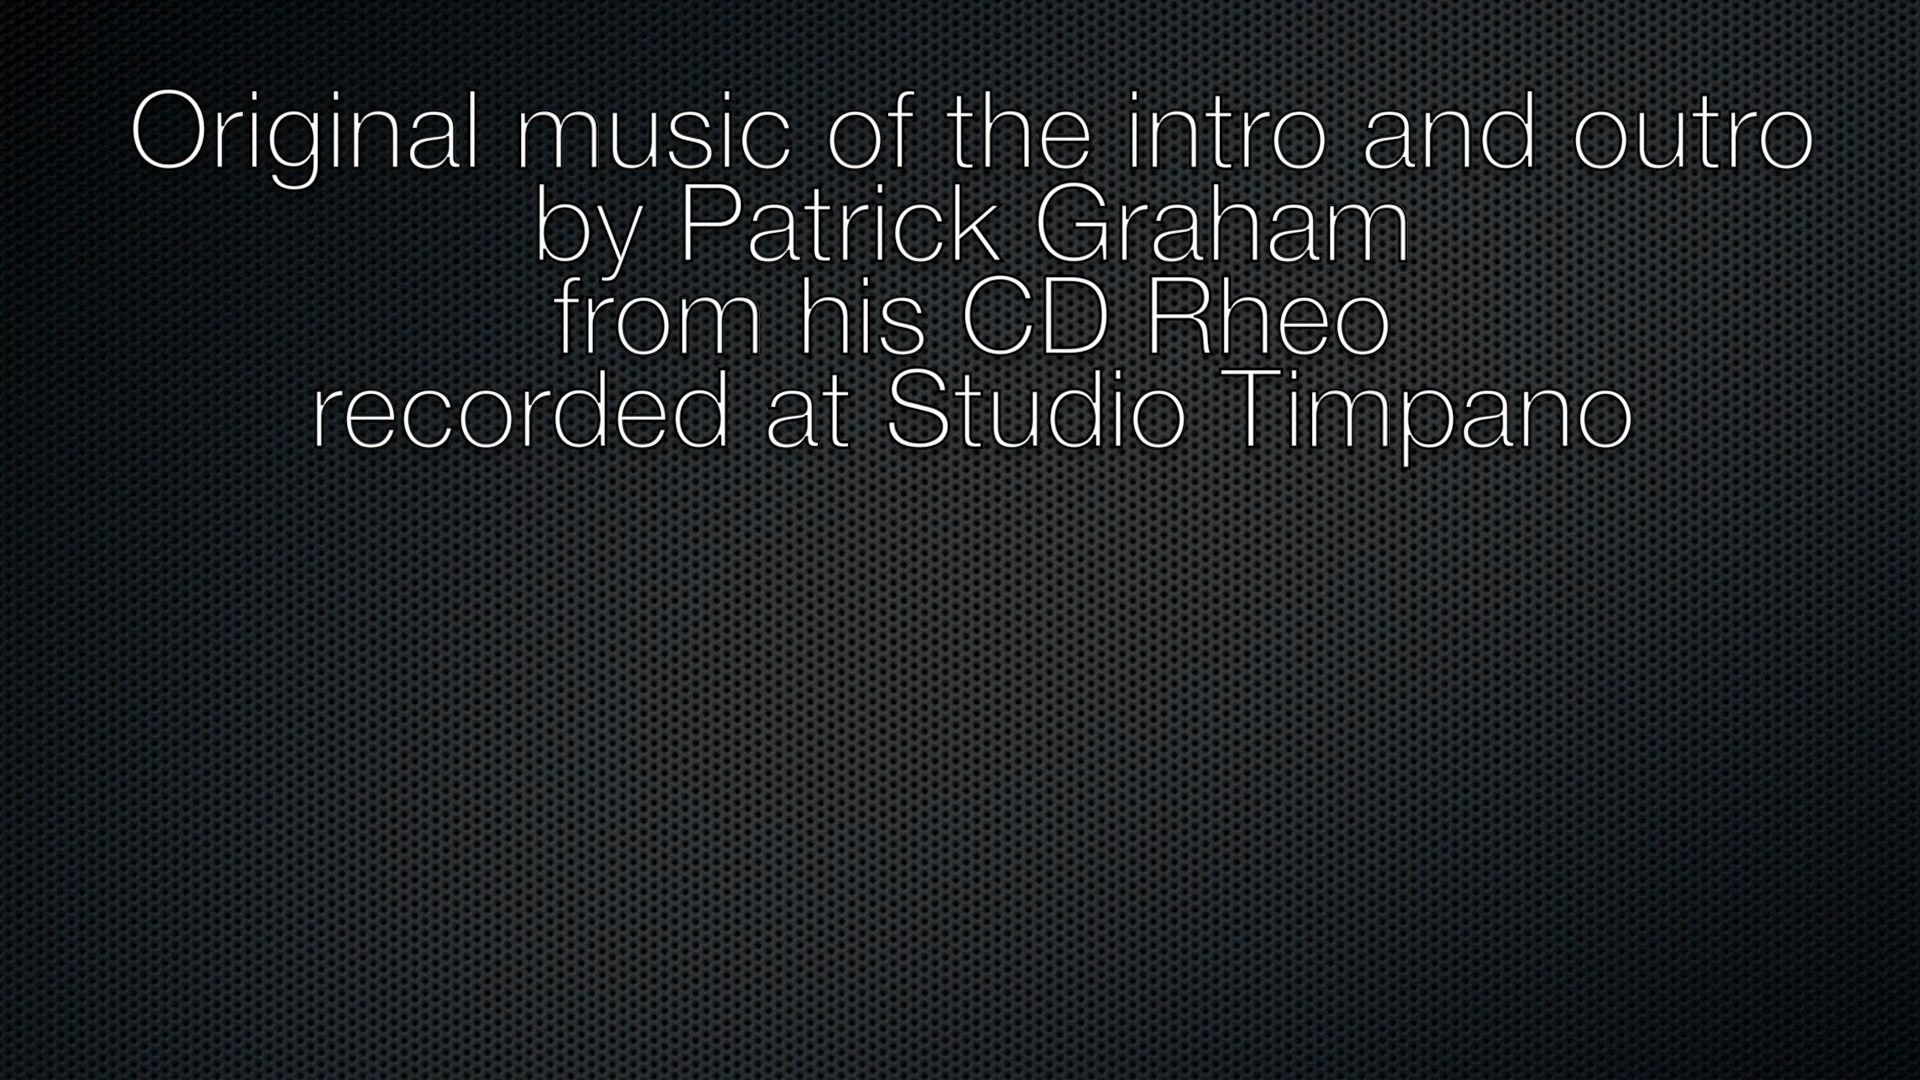 Original music of the intro and outro
by Patrick Graham
from his CD Rheo
recorded at Studio Timpano